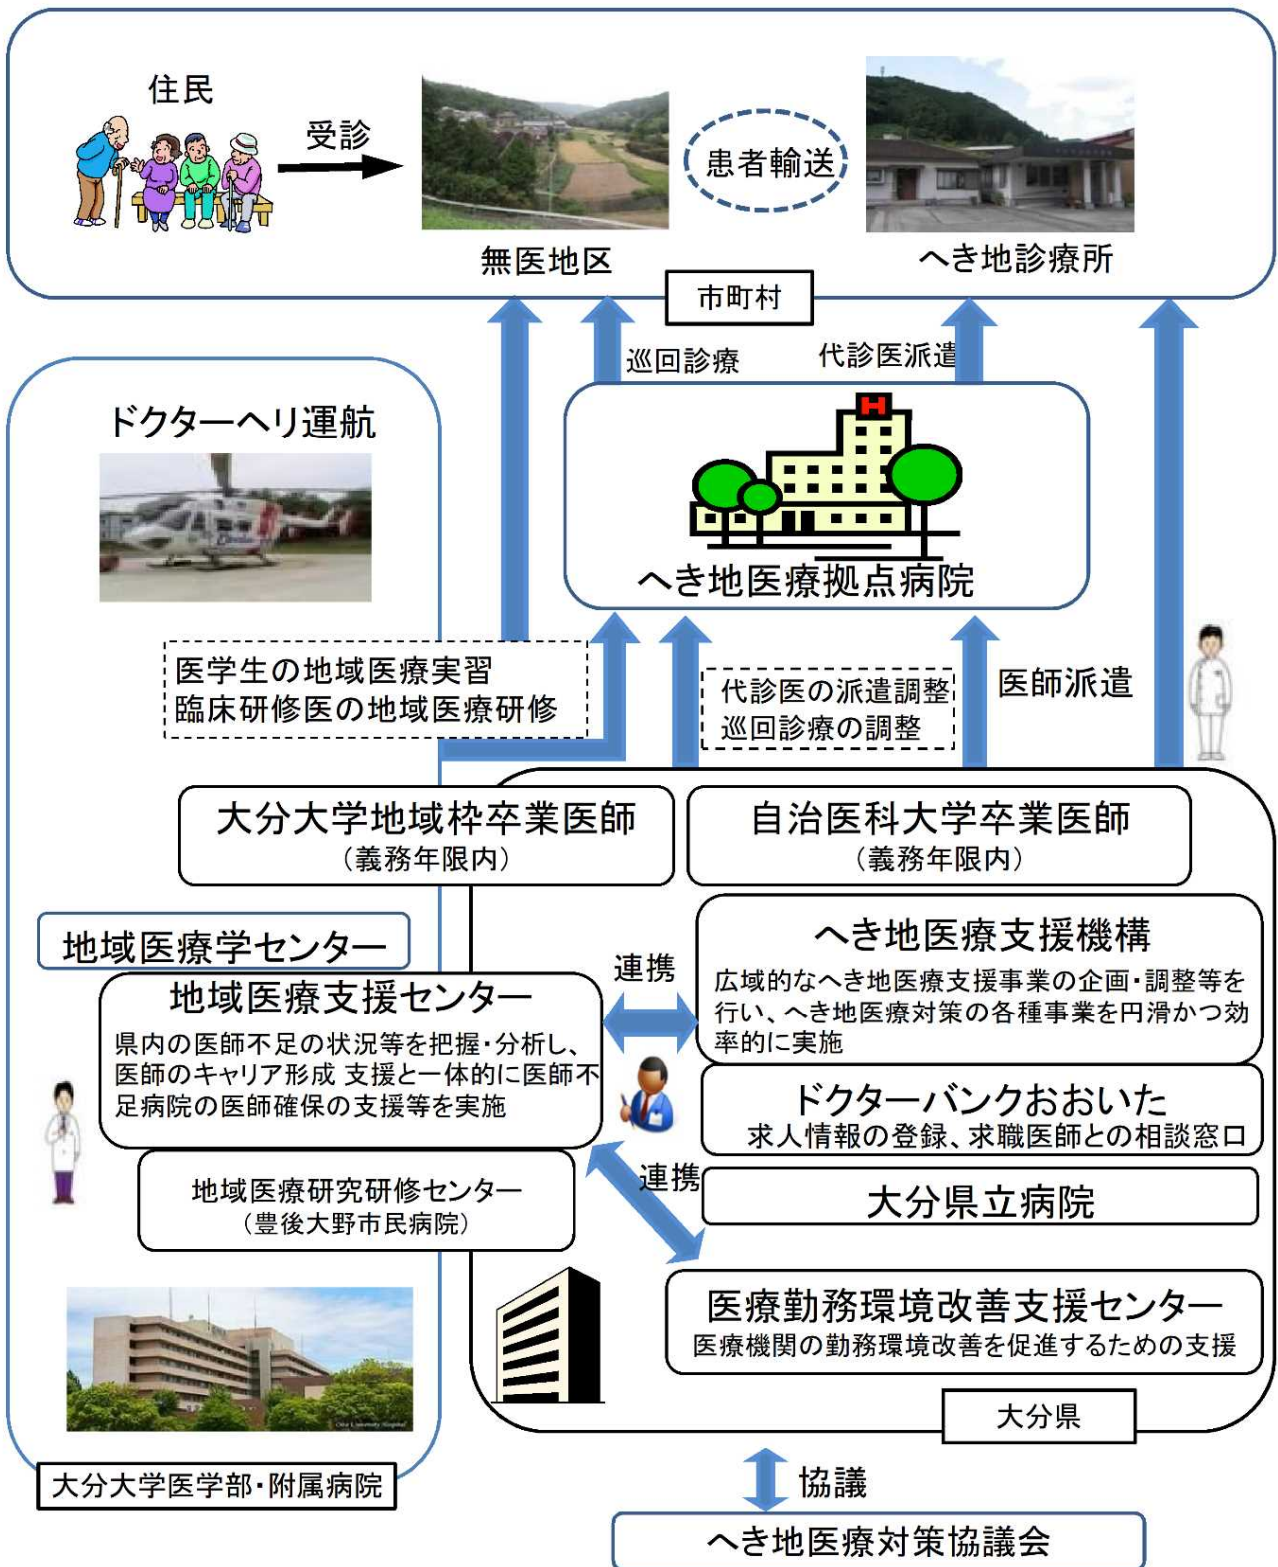 住民
受診
患者輸送
無医地区
へき地診療所
市町村
巡回診療
代診医派遣
ドクターヘリ運航
へき地医療拠点病院
医学生の地域医療実習
臨床研修医の地域医療研修
代診医の派遣調整
巡回診療の調整
医師派遣
大分大学地域枠卒業医師
（義務年限内）
自治医科大学卒業医師
（義務年限内）
地域医療学センター
地域医療支援センター
県内の医師不足の状況等を把握・分析し、
医師のキャリア形成 支援と一体的に医師不
足病院の医師確保の支援等を実施
連携
へき地医療支援機構
広域的なへき地医療支援事業の企画・調整等を
行い、へき地医療対策の各種事業を円滑かつ効
率的に実施
ドクターバンクおおいた
求人情報の登録、求職医師との相談窓口
地域医療研究研修センター
（豊後大野市民病院）
連携
大分県立病院
医療勤務環境改善支援センター
医療機関の勤務環境改善を促進するための支援
Oita University Hospital
大分県
大分大学医学部・附属病院
協議
へき地医療対策協議会